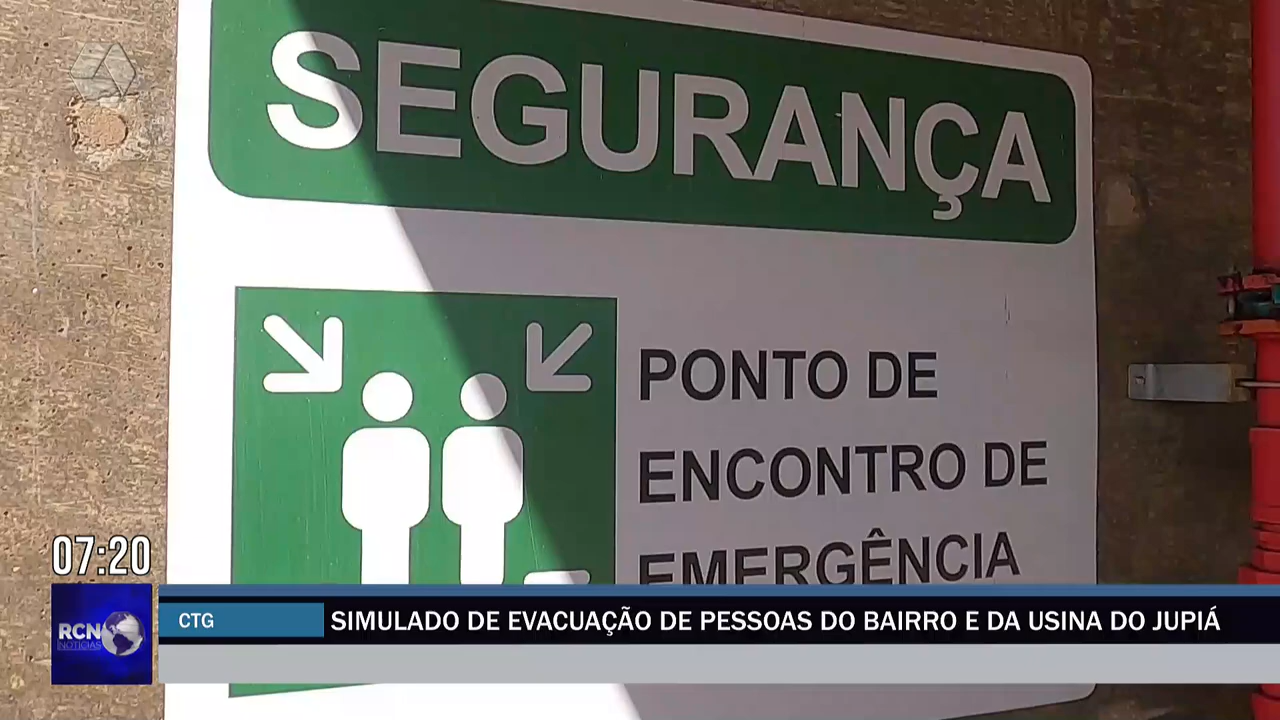 SEGURANÇA
PONTO DE
ENCONTRO DE
EMERGÊNCIA
07:20
RCN
NOTÍCIAS
CTG
SIMULADO DE EVACUAÇÃO DE PESSOAS DO BAIRRO E DA USINA DO JUPIÁ